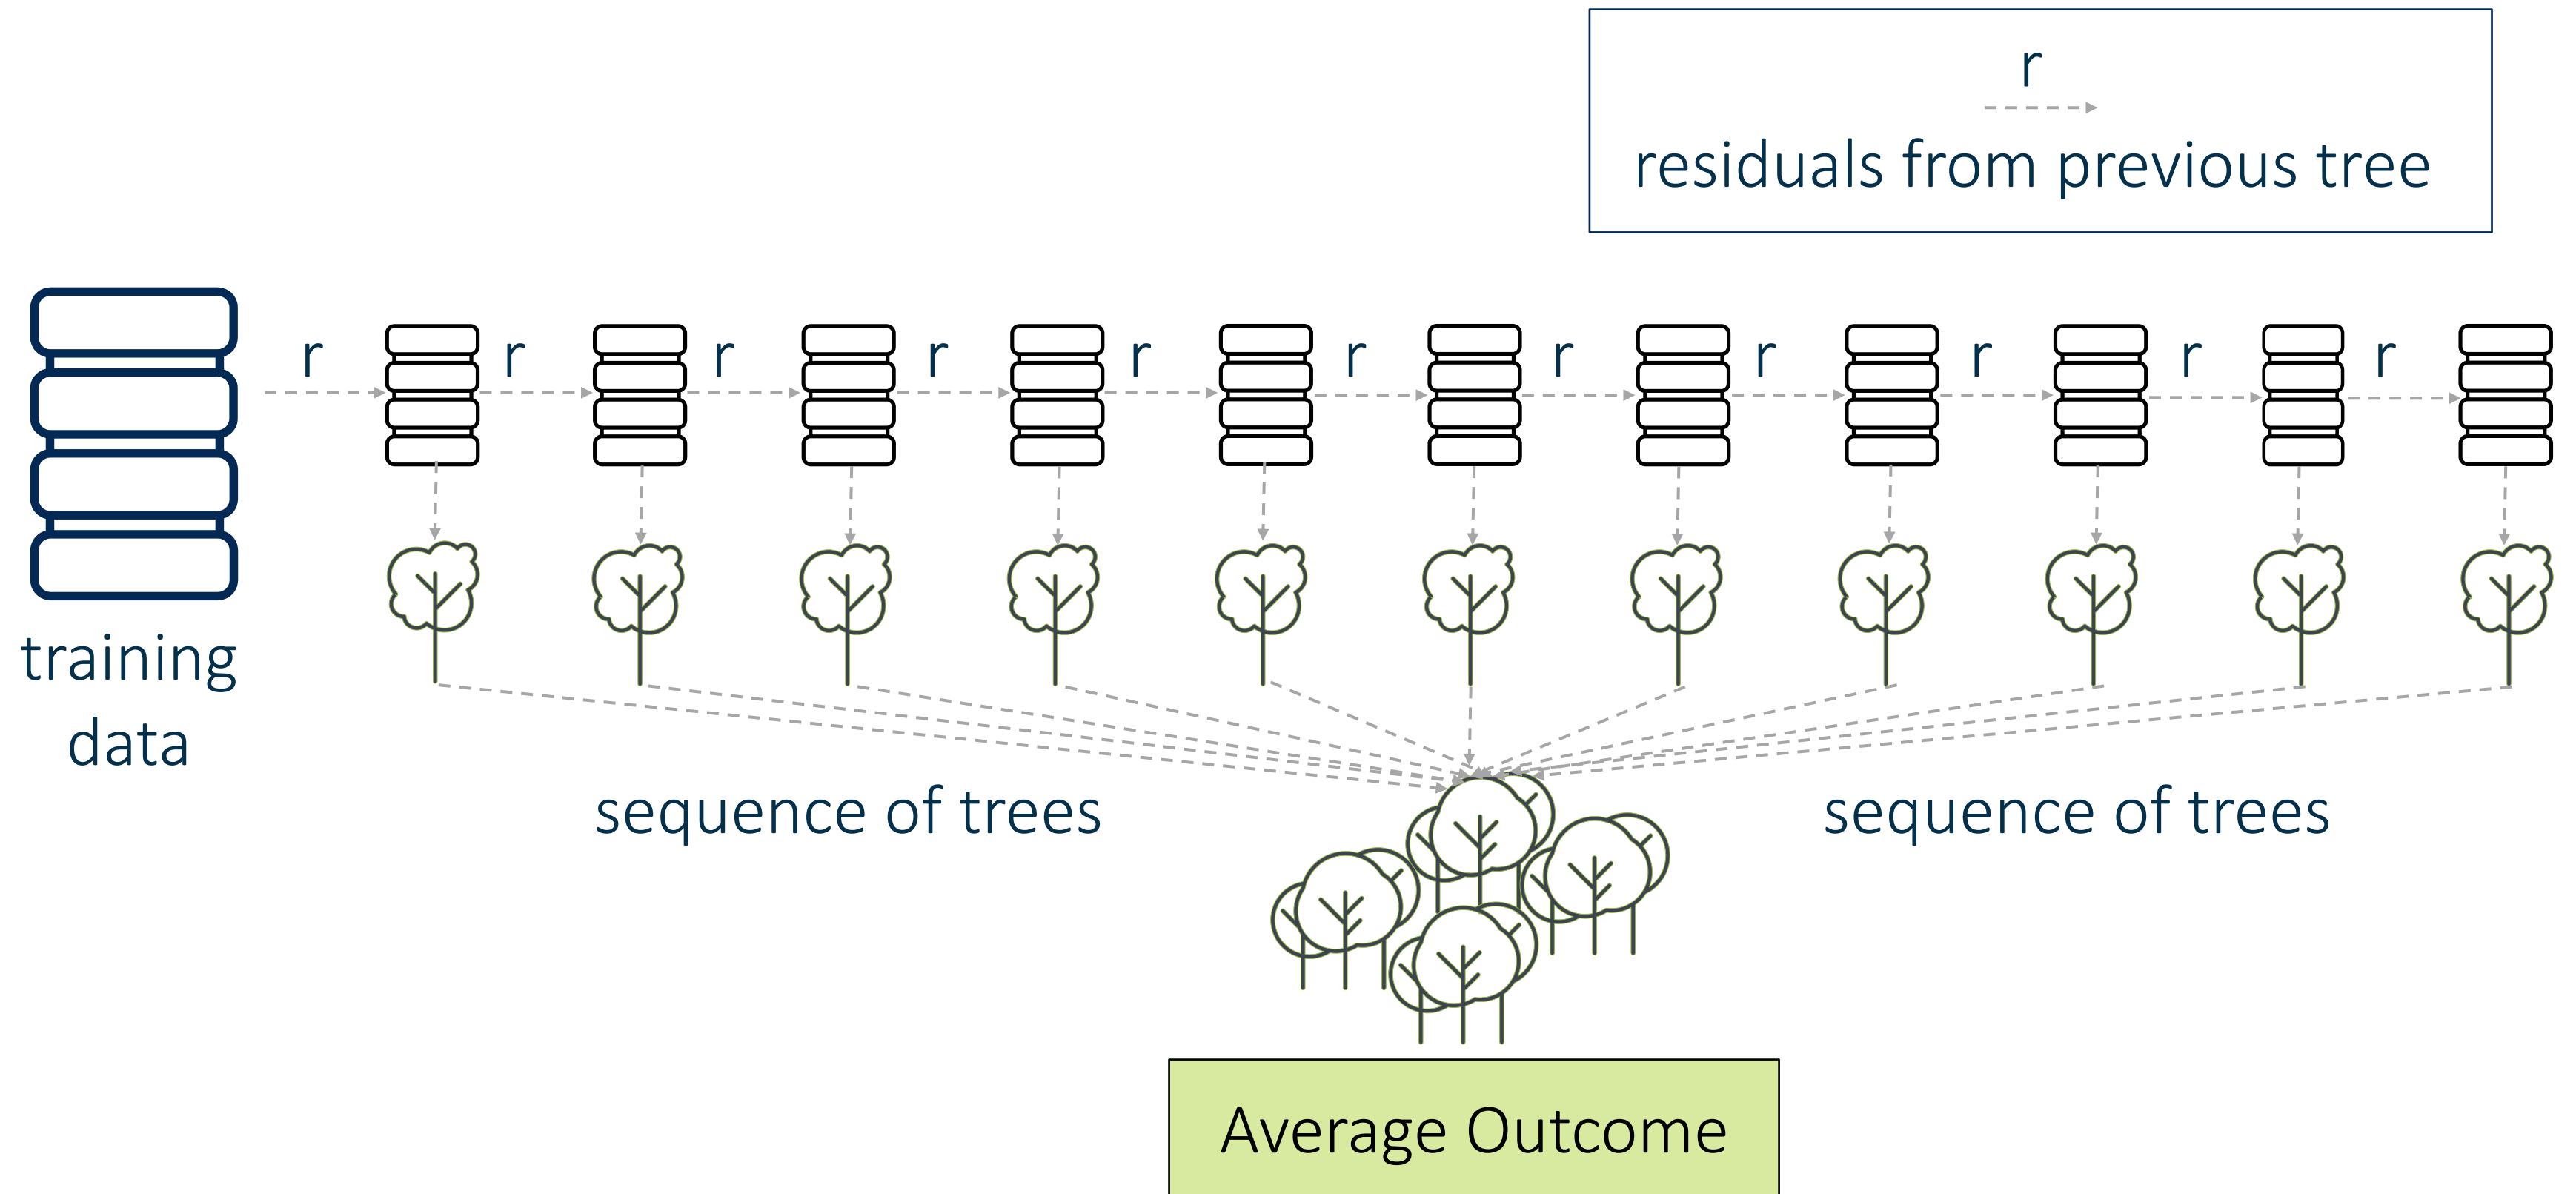 r
residuals from previous tree
r r r r r r r r r r r
training
data
sequence of trees
sequence of trees
Average Outcome